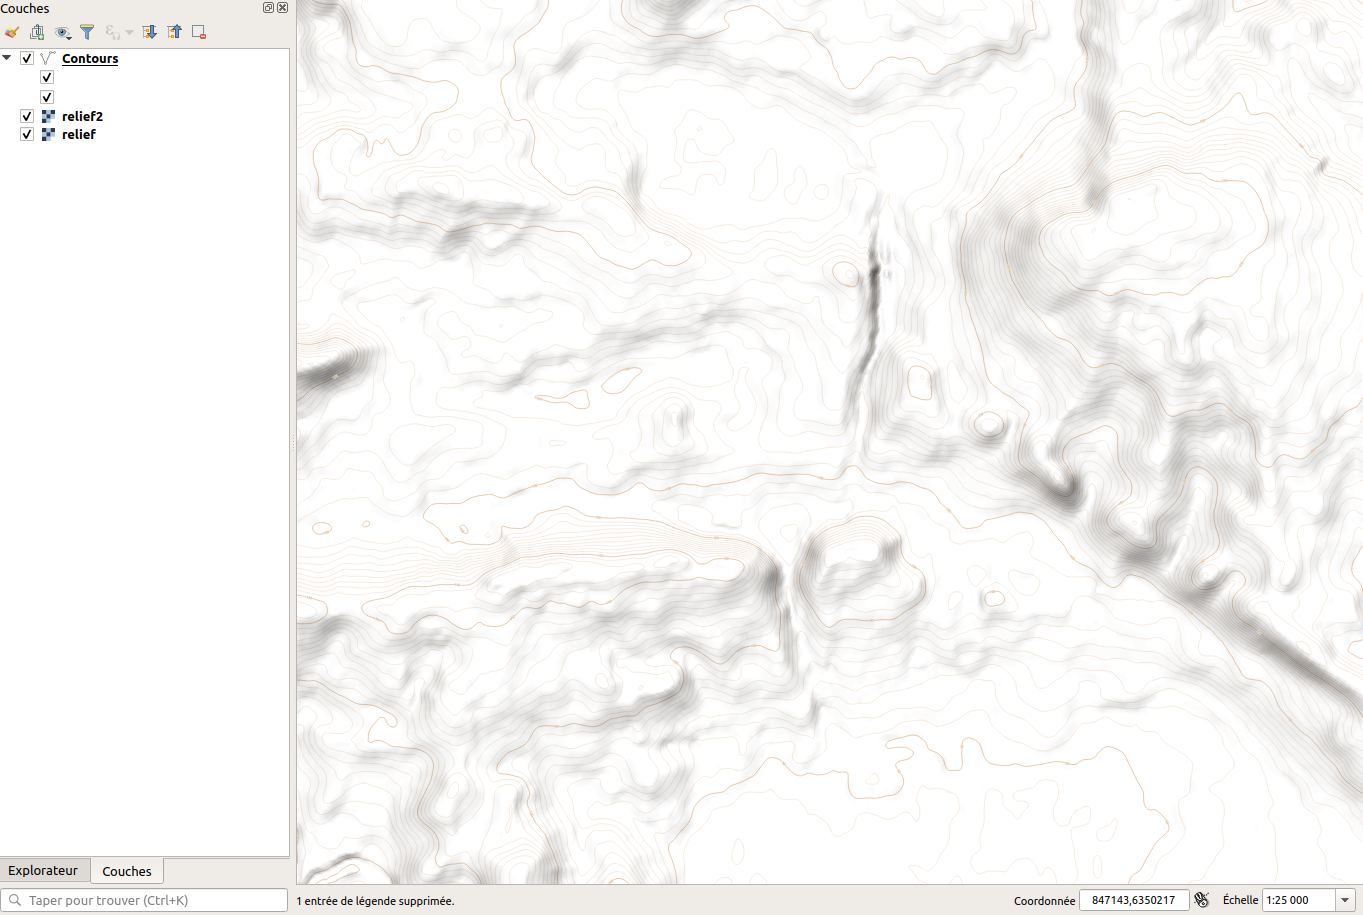 Couches
Contours
relief2
relief
Explorateur
Couches
Taper pour trouver (Ctrl+K)
1 entrée de légende supprimée.
Coordonnée
847143,6350217
Échelle
1:25 000